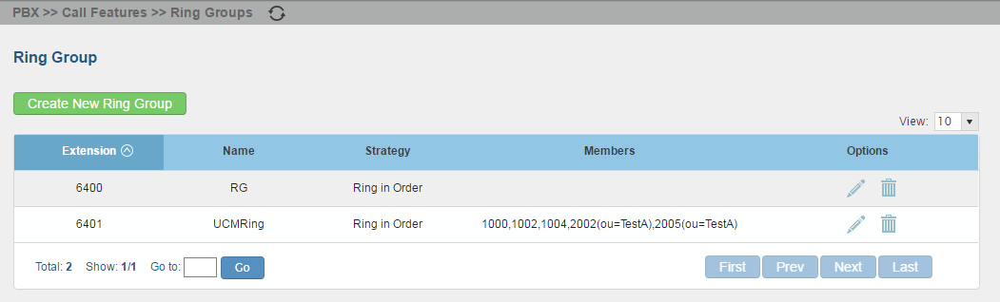 PBX >> Call Features >> Ring Groups
Ring Group
Create New Ring Group
View: 10
Extension Name Strategy Members Options
6400 RG Ring in Order
6401 UCMRing Ring in Order 1000,1002,1004,2002(ou=TestA),2005(ou=TestA)
Total: 2 Show: 1/1 Go to: Go First Prev Next Last